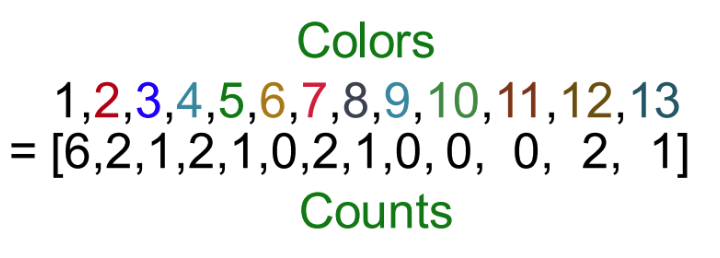 Colors
1,2,3,4,5,6,7,8,9,10,11,12,13
= [6,2,1,2,1,0,2,1,0, 0, 0, 2, 1]
Counts